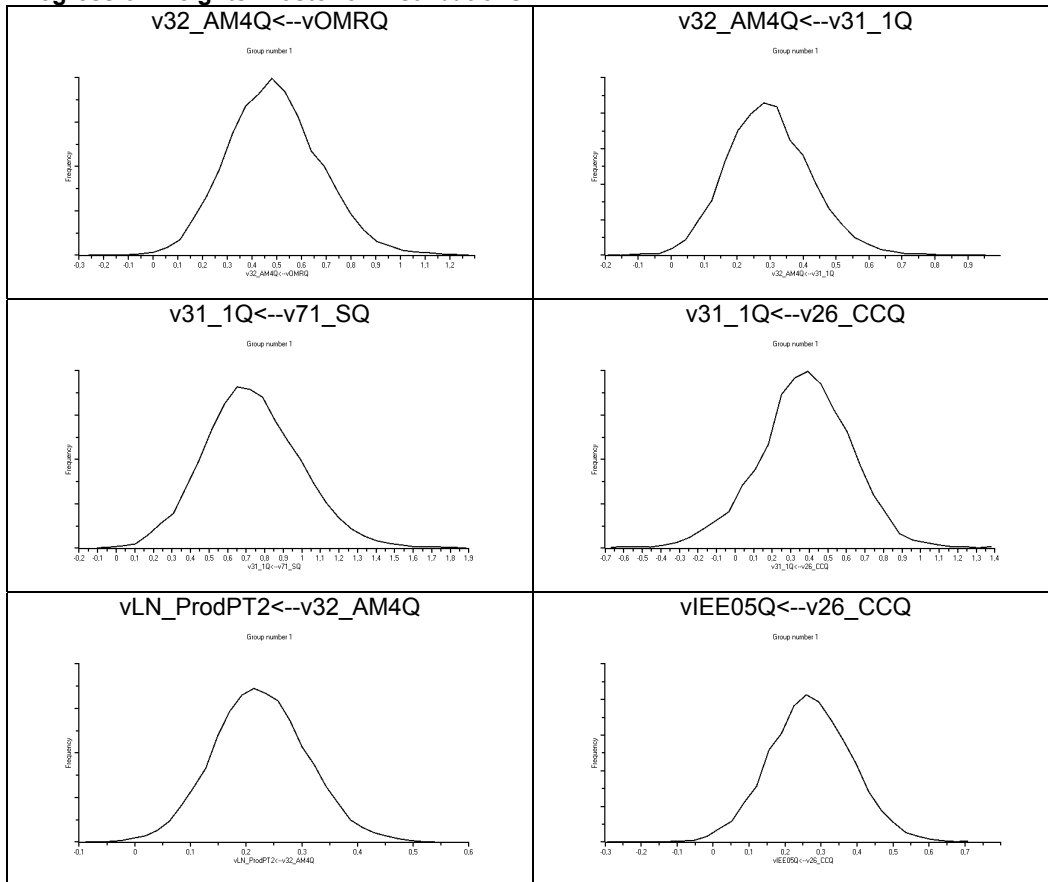 v32_AM4Q<--vOMRQ
Group number 1
Frequency
-0.3 -0.2 -0.1 0 0.1 0.2 0.3 0.4 0.5 0.6 0.7 0.8 0.9 1 1.1 1.2
v32_AM4Q<--vOMRQ
v32_AM4Q<--v31_1Q
Group number 1
Frequency
-0.2 -0.1 0 0.1 0.2 0.3 0.4 0.5 0.6 0.7 0.8 0.9
v32_AM4Q<--v31_1Q
v31_1Q<--v71_SQ
Group number 1
Frequency
-0.2 -0.1 0 0.1 0.2 0.3 0.4 0.5 0.6 0.7 0.8 0.9 1 1.1 1.2 1.3 1.4 1.5 1.6 1.7 1.8 1.9
v31_1Q<--v71_SQ
v31_1Q<--v26_CCQ
Group number 1
Frequency
-0.7 -0.6 -0.5 -0.4 -0.3 -0.2 -0.1 0 0.1 0.2 0.3 0.4 0.5 0.6 0.7 0.8 0.9 1 1.1 1.2 1.3 1.4
v31_1Q<--v26_CCQ
vLN_ProdPT2<--v32_AM4Q
Group number 1
Frequency
-0.1 0 0.1 0.2 0.3 0.4 0.5 0.6
vLN_ProdPT2<--v32_AM4Q
vIEE05Q<--v26_CCQ
Group number 1
Frequency
-0.3 -0.2 -0.1 0 0.1 0.2 0.3 0.4 0.5 0.6 0.7
vIEE05Q<--v26_CCQ